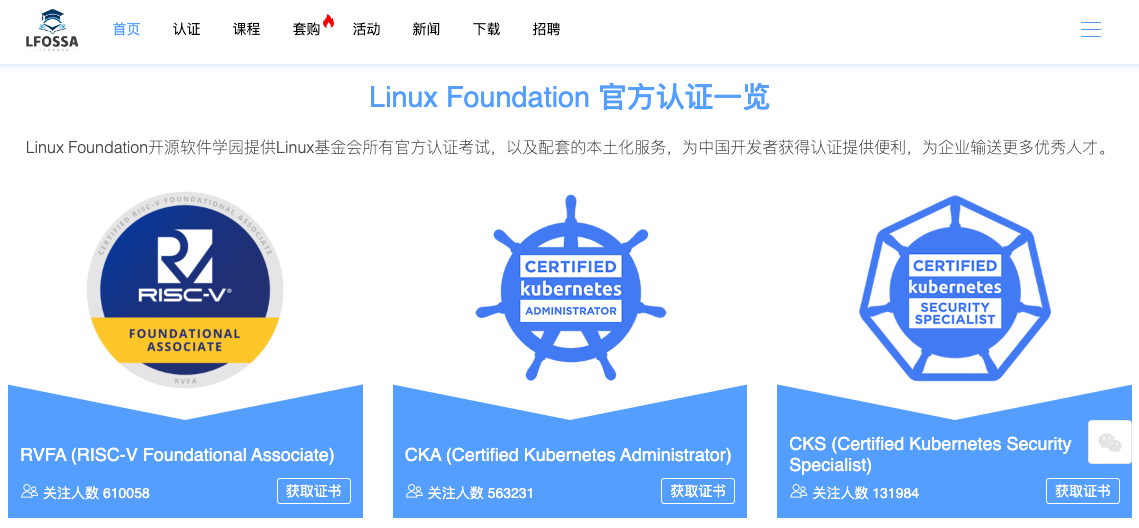 LFOSSA
首页 认证 课程 套购 活动 新闻 下载 招聘
Linux Foundation 官方认证一览
Linux Foundation开源软件学园提供Linux基金会所有官方认证考试，以及配套的本土化服务，为中国开发者获得认证提供便利，为企业输送更多优秀人才。
CERTIFIED RISC-V FOUNDATIONAL ASSOCIATE
RISC-V®
FOUNDATIONAL
ASSOCIATE
RVFA
CERTIFIED
kubernetes
ADMINISTRATOR
CERTIFIED
kubernetes
SECURITY
SPECIALIST
RVFA (RISC-V Foundational Associate)
关注人数 610058 获取证书
CKA (Certified Kubernetes Administrator)
关注人数 563231 获取证书
CKS (Certified Kubernetes Security
Specialist)
关注人数 131984 获取证书